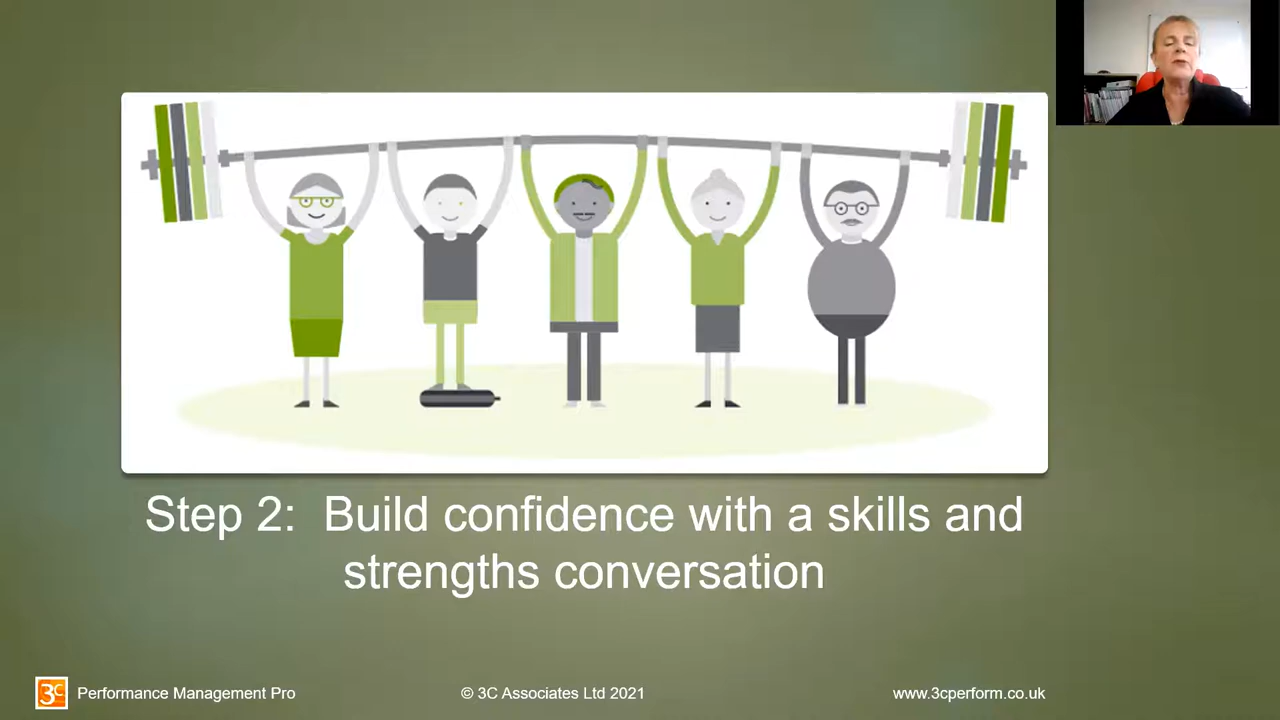 Step 2: Build confidence with a skills and
strengths conversation
3C
Performance Management Pro
© 3C Associates Ltd 2021
www.3cperform.co.uk